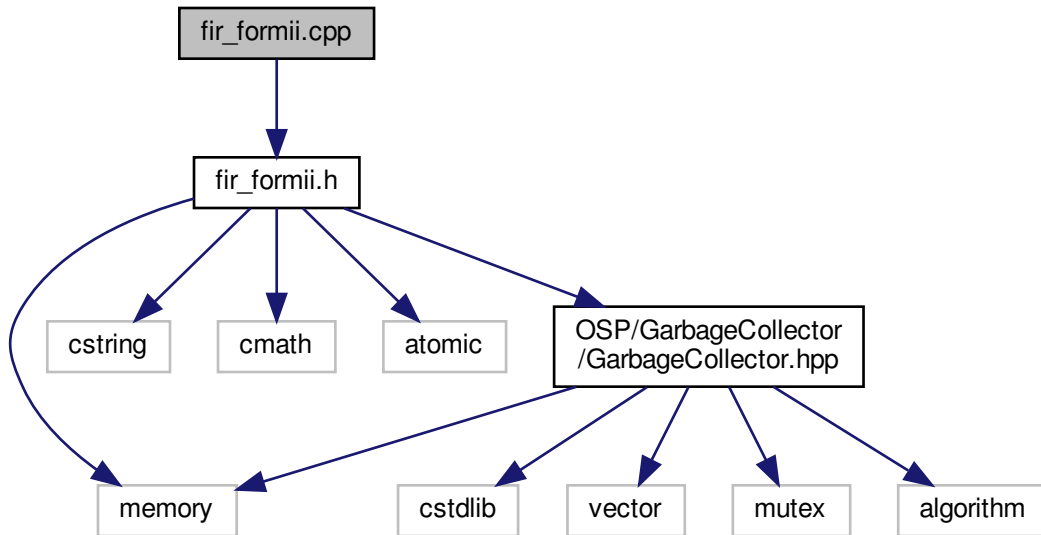 fir_formii.cpp
fir_formii.h
cstring
cmath
atomic
OSP/GarbageCollector
/GarbageCollector.hpp
memory
cstdlib
vector
mutex
algorithm